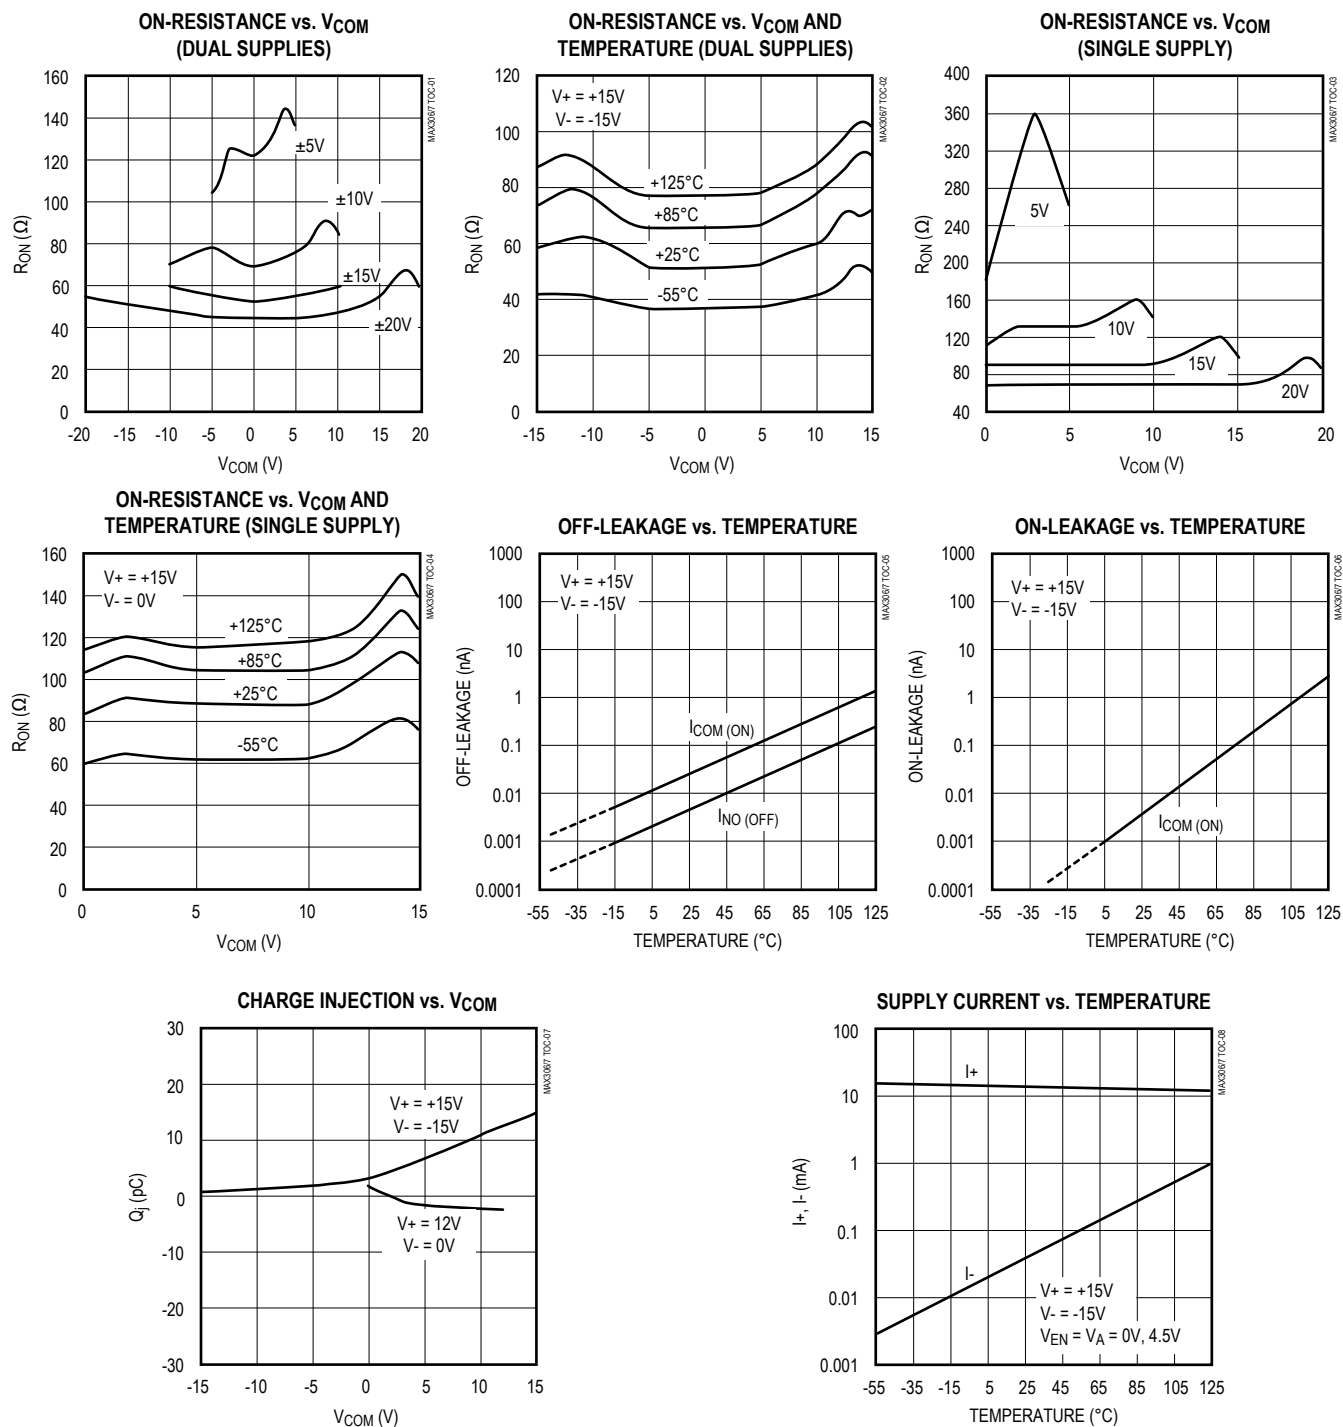 ON-RESISTANCE vs. VCOM
(DUAL SUPPLIES)
160
140
120
100
80
60
40
20
0
RON (Ω)
±5V
±10V
±15V
±20V
-20 -15 -10 -5 0 5 10 15 20
VCOM (V)
MAX306/7 TOC-01
ON-RESISTANCE vs. VCOM AND
TEMPERATURE (DUAL SUPPLIES)
120
100
80
60
40
20
0
RON (Ω)
V+ = +15V
V- = -15V
+125°C
+85°C
+25°C
-55°C
-15 -10 -5 0 5 10 15
VCOM (V)
MAX306/7 TOC-02
ON-RESISTANCE vs. VCOM
(SINGLE SUPPLY)
400
360
320
280
240
200
160
120
80
40
RON (Ω)
5V
10V
15V
20V
0 5 10 15 20
VCOM (V)
MAX306/7 TOC-03
ON-RESISTANCE vs. VCOM AND
TEMPERATURE (SINGLE SUPPLY)
160
140
120
100
80
60
40
20
0
RON (Ω)
V+ = +15V
V- = 0V
+125°C
+85°C
+25°C
-55°C
0 5 10 15
VCOM (V)
MAX306/7 TOC-04
OFF-LEAKAGE vs. TEMPERATURE
1000
100
10
1
0.1
0.01
0.001
0.0001
OFF-LEAKAGE (nA)
V+ = +15V
V- = -15V
ICOM (ON)
INO (OFF)
-55 -35 -15 5 25 45 65 85 105 125
TEMPERATURE (°C)
MAX306/7 TOC-05
ON-LEAKAGE vs. TEMPERATURE
1000
100
10
1
0.1
0.01
0.001
0.0001
ON-LEAKAGE (nA)
V+ = +15V
V- = -15V
ICOM (ON)
-55 -35 -15 5 25 45 65 85 105 125
TEMPERATURE (°C)
MAX306/7 TOC-06
CHARGE INJECTION vs. VCOM
30
20
10
0
-10
-20
-30
Qj (pC)
V+ = +15V
V- = -15V
V+ = 12V
V- = 0V
-15 -10 -5 0 5 10 15
VCOM (V)
MAX306/7 TOC-07
SUPPLY CURRENT vs. TEMPERATURE
100
10
1
0.1
0.01
0.001
I+, I- (mA)
I+
I-
V+ = +15V
V- = -15V
VEN = VA = 0V, 4.5V
-55 -35 -15 5 25 45 65 85 105 125
TEMPERATURE (°C)
MAX306/7 TOC-08